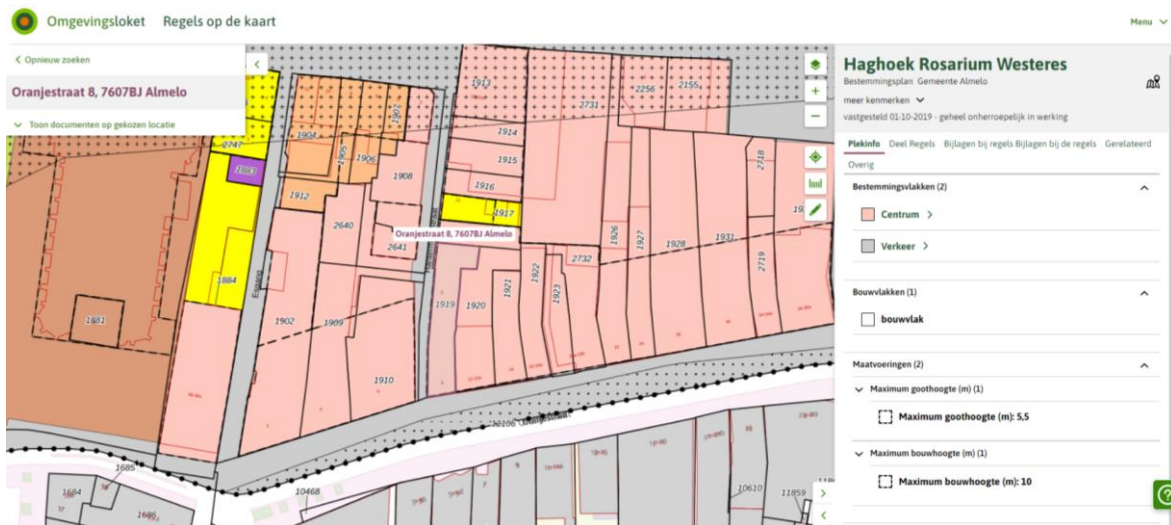 Omgevingsloket
Regels op de kaart
Menu
Opnieuw zoeken
Oranjestraat 8, 7607BJ Almelo
Toon documenten op gekozen locatie
Haghoek Rosarium Westeres
Bestemmingsplan Gemeente Almelo
meer kenmerken
vastgesteld 01-10-2019 - geheel onherroepelijk in werking
Plekinfo Deel Regels Bijlagen bij regels Bijlagen bij de regels Gerelateerd
Overig
Bestemmingsvlakken (2)
Centrum
Verkeer
Bouwvlakken (1)
bouwvlak
Maatvoeringen (2)
Maximum goothoogte (m) (1)
Maximum goothoogte (m): 5,5
Maximum bouwhoogte (m) (1)
Maximum bouwhoogte (m): 10
1913
2256
2155
2731
1901
1904
1914
2747
1905
1906
1915
2718
1883
1908
1916
1912
1917
2640
Oranjestraat 8, 7607BJ Almelo
2641
1926
1927
1928
1931
2732
2719
1884
Esgang
1922
1921
1923
1881
1902
1909
1919
1920
1910
1685
1684
1686
10468
10610
11859